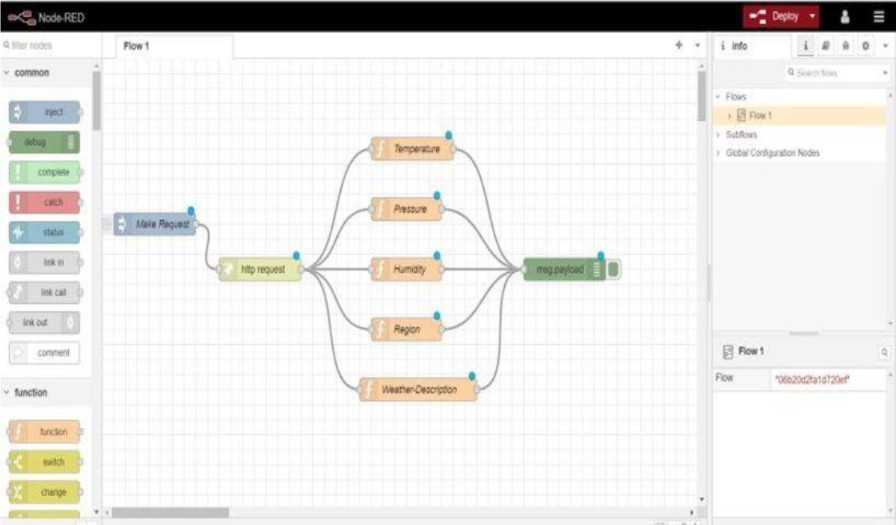 Node-RED
Deploy
filter nodes
Flow 1
info
i
Search flows
common
inject
debug
complete
catch
status
link in
link call
link out
comment
function
function
switch
change
Make Request
http request
Temperature
Pressure
Humidity
Region
Weather-Description
msg.payload
Flows
Flow 1
Subflows
Global Configuration Nodes
Flow 1
Flow "06b20d2fa1d720ef"